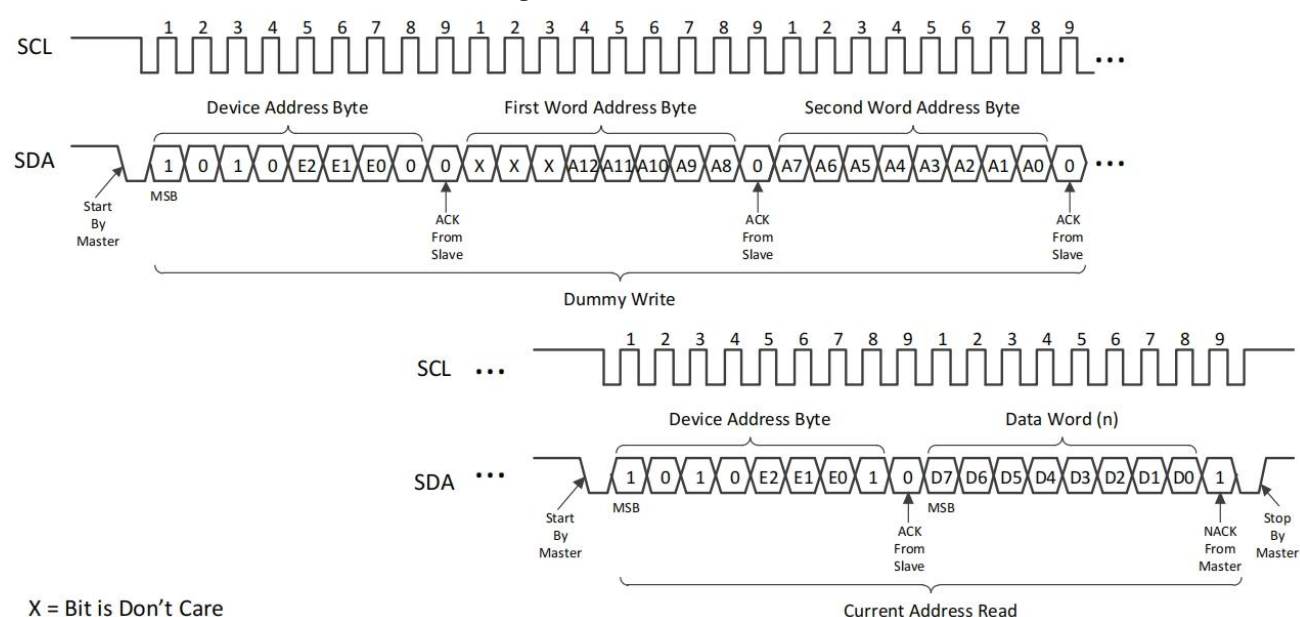 1 2 3 4 5 6 7 8 9 1 2 3 4 5 6 7 8 9 1 2 3 4 5 6 7 8 9
SCL
Device Address Byte First Word Address Byte Second Word Address Byte
SDA 1 0 1 0 E2 E1 E0 0 0 X X X A12 A11 A10 A9 A8 0 A7 A6 A5 A4 A3 A2 A1 A0 0
MSB
Start
By
Master
ACK
From
Slave
ACK
From
Slave
ACK
From
Slave
Dummy Write
1 2 3 4 5 6 7 8 9 1 2 3 4 5 6 7 8 9
SCL
Device Address Byte Data Word (n)
SDA 1 0 1 0 E2 E1 E0 1 0 D7 D6 D5 D4 D3 D2 D1 D0 1
MSB MSB
Start
By
Master
ACK
From
Slave
NACK
From
Master
Stop
By
Master
X = Bit is Don’t Care
Current Address Read